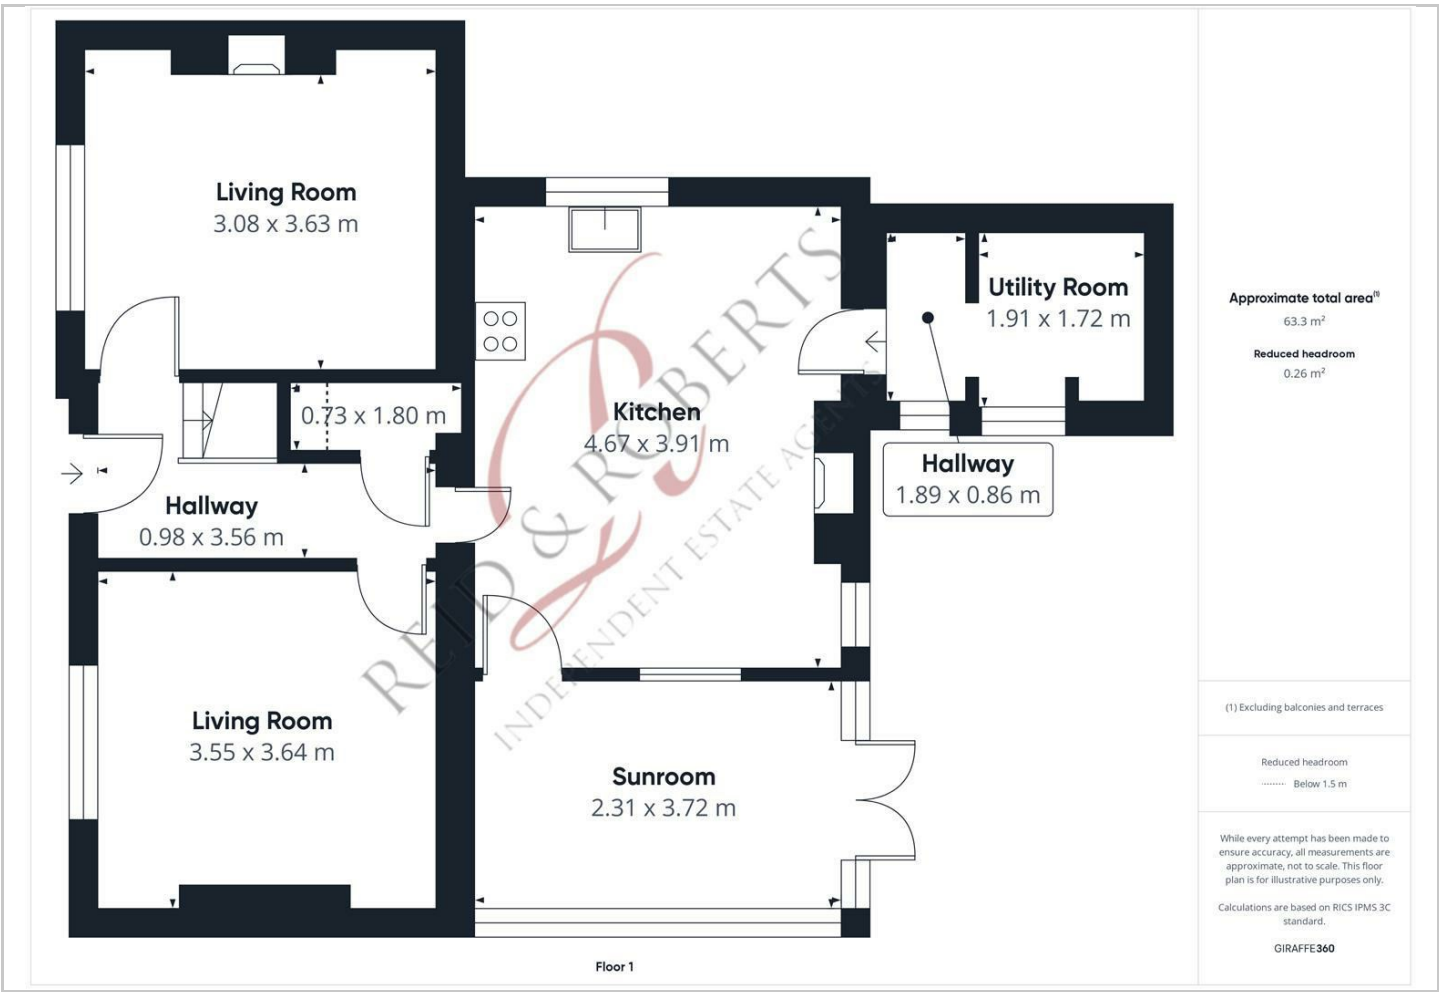 Living Room
3.08 x 3.63 m
Utility Room
1.91 x 1.72 m
0.73 x 1.80 m
Kitchen
4.67 x 3.91 m
Hallway
1.89 x 0.86 m
Hallway
0.98 x 3.56 m
Living Room
3.55 x 3.64 m
Sunroom
2.31 x 3.72 m
REID & ROBERTS
INDEPENDENT ESTATE AGENTS
Floor 1
Approximate total area(1)
63.3 m²
Reduced headroom
0.26 m²
(1) Excluding balconies and terraces
Reduced headroom
Below 1.5 m
While every attempt has been made to
ensure accuracy, all measurements are
approximate, not to scale. This floor
plan is for illustrative purposes only.
Calculations are based on RICS IPMS 3C
standard.
GIRAFFE360